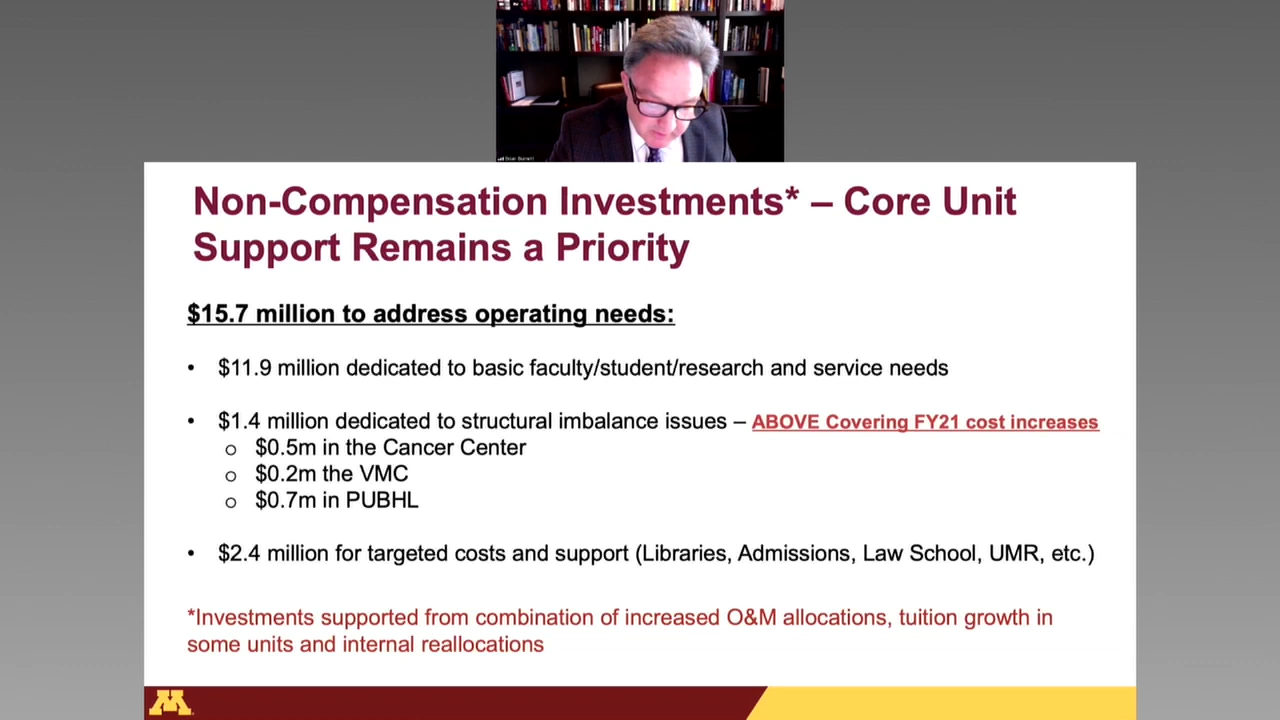 Brian Burnett
Non-Compensation Investments* – Core Unit
Support Remains a Priority
$15.7 million to address operating needs:
• $11.9 million dedicated to basic faculty/student/research and service needs
• $1.4 million dedicated to structural imbalance issues – ABOVE Covering FY21 cost increases
o $0.5m in the Cancer Center
o $0.2m the VMC
o $0.7m in PUBHL
• $2.4 million for targeted costs and support (Libraries, Admissions, Law School, UMR, etc.)
*Investments supported from combination of increased O&M allocations, tuition growth in
some units and internal reallocations
M